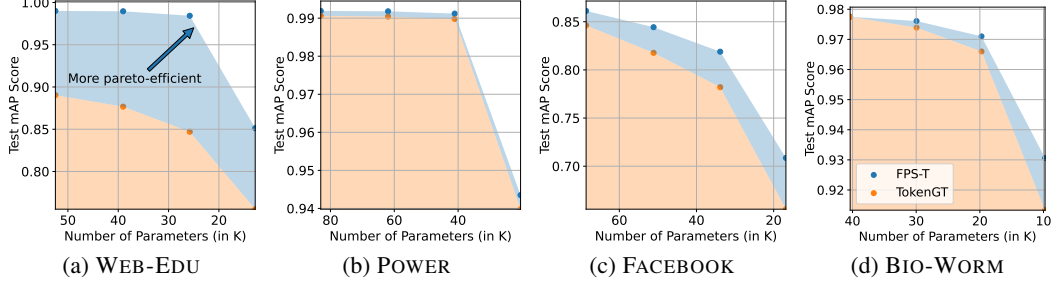 1.00
0.95
0.90
0.85
0.80
Test mAP Score
More pareto-efficient
50 40 30 20
Number of Parameters (in K)
(a) WEB-EDU
0.99
0.98
0.97
0.96
0.95
0.94
Test mAP Score
80 60 40
Number of Parameters (in K)
(b) POWER
0.85
0.80
0.75
0.70
Test mAP Score
60 40 20
Number of Parameters (in K)
(c) FACEBOOK
0.98
0.97
0.96
0.95
0.94
0.93
0.92
Test mAP Score
FPS-T
TokenGT
40 30 20 10
Number of Parameters (in K)
(d) BIO-WORM